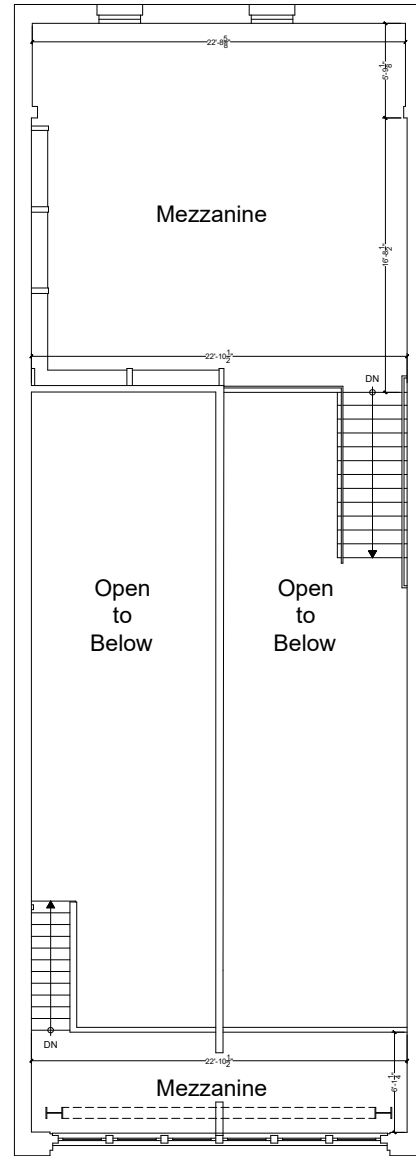 22'-8⅝"
5'-9⅛"
Mezzanine
16'-8½"
22'-10½"
DN
Open
to
Below
Open
to
Below
DN
22'-10½"
6'-1¼"
Mezzanine